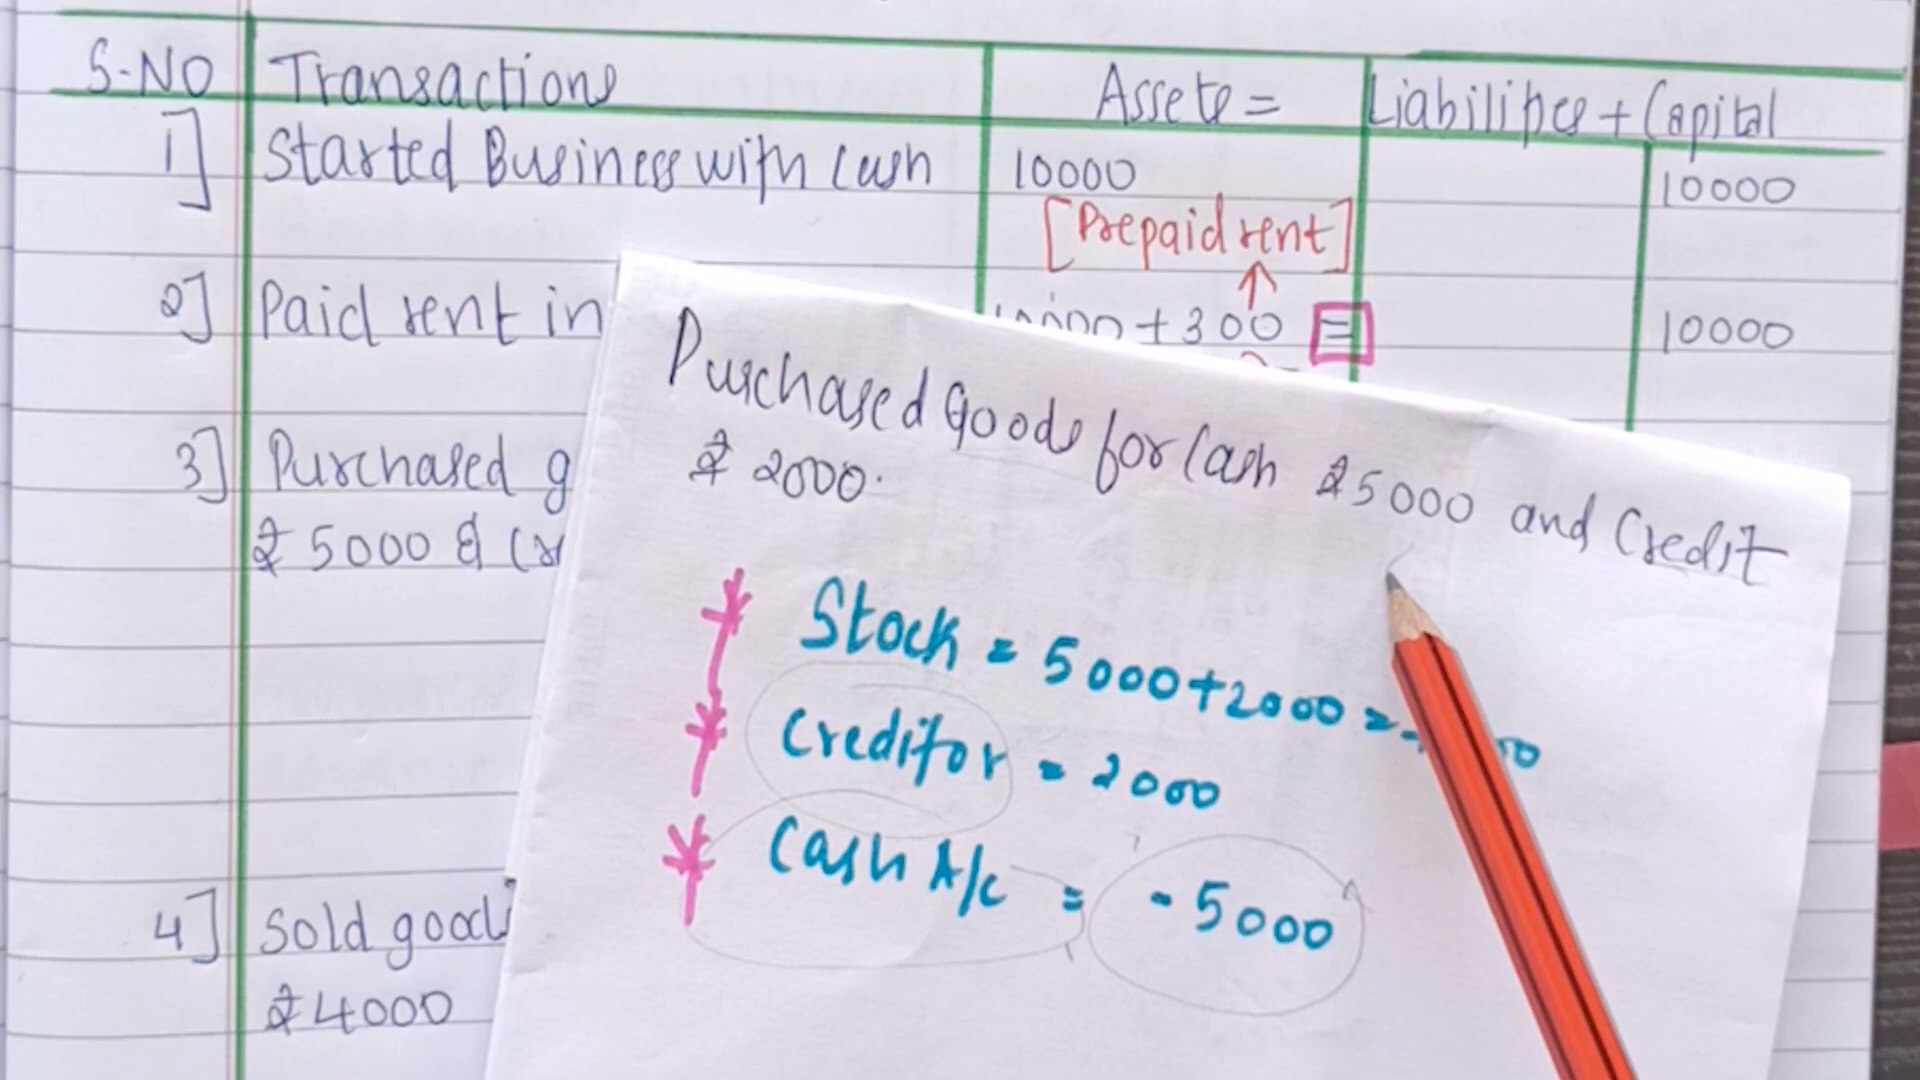 S-NO Transactions Assets = Liabilities + Capital
1] Started Business with cash 10000 10000
[Prepaid rent]
2] Paid rent in +300 = 10000
3] Purchased g
₹ 5000 & Cr
4] Sold goods
₹4000
Purchased Goods for Cash ₹5000 and Credit
₹ 2000.
Stock = 5000+2000 =
Creditor = 2000
Cash A/c = -5000